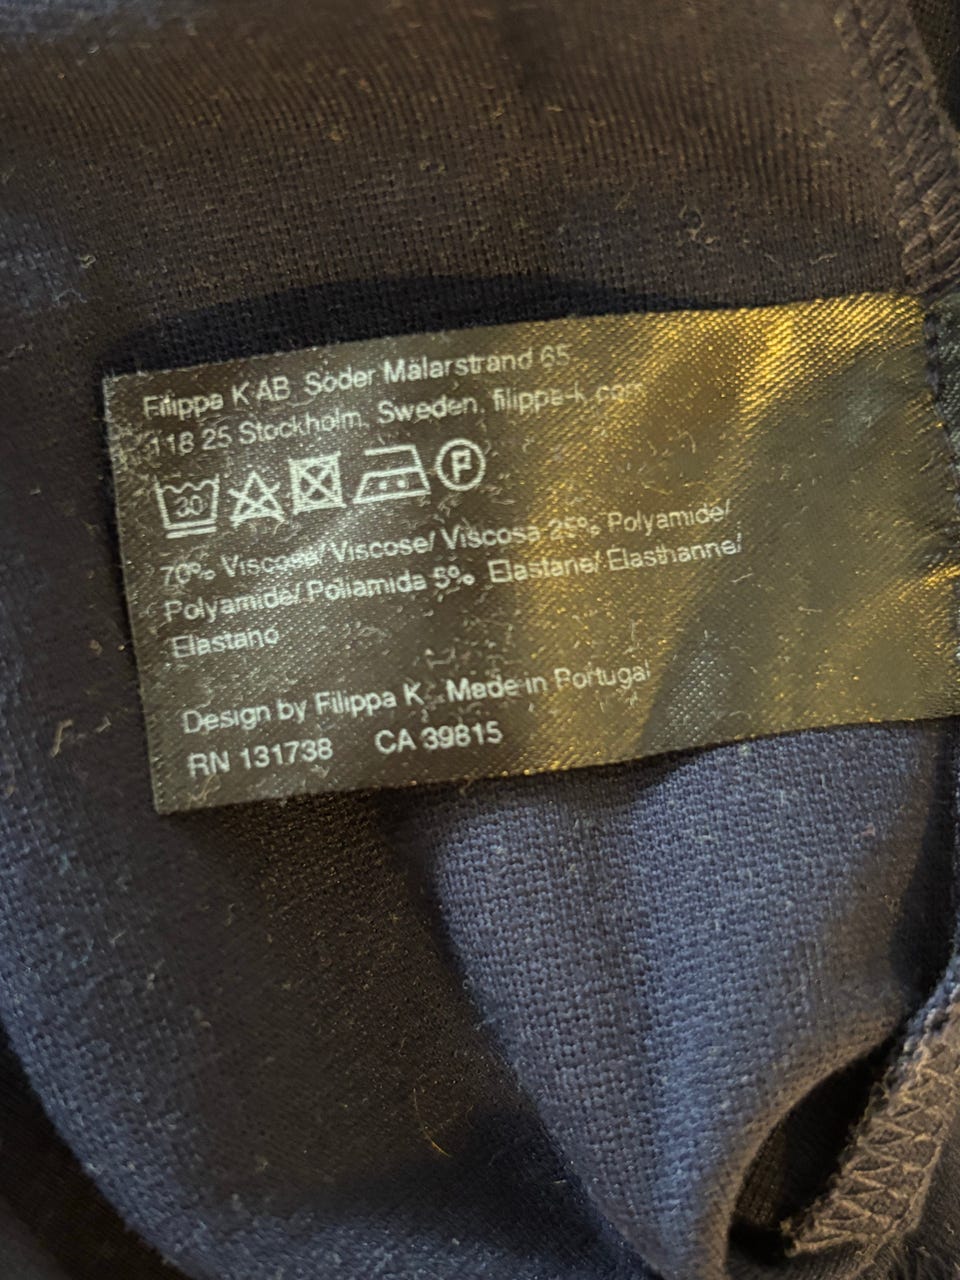 Filippa K AB, Söder Mälarstrand 65
118 25 Stockholm, Sweden, filippa-k.com
30 P
70% Viscose/ Viscose/ Viscosa 25% Polyamide/
Polyamide/ Poliamida 5% Elastane/ Elasthanne/
Elastano
Design by Filippa K. Made in Portugal
RN 131738 CA 39815